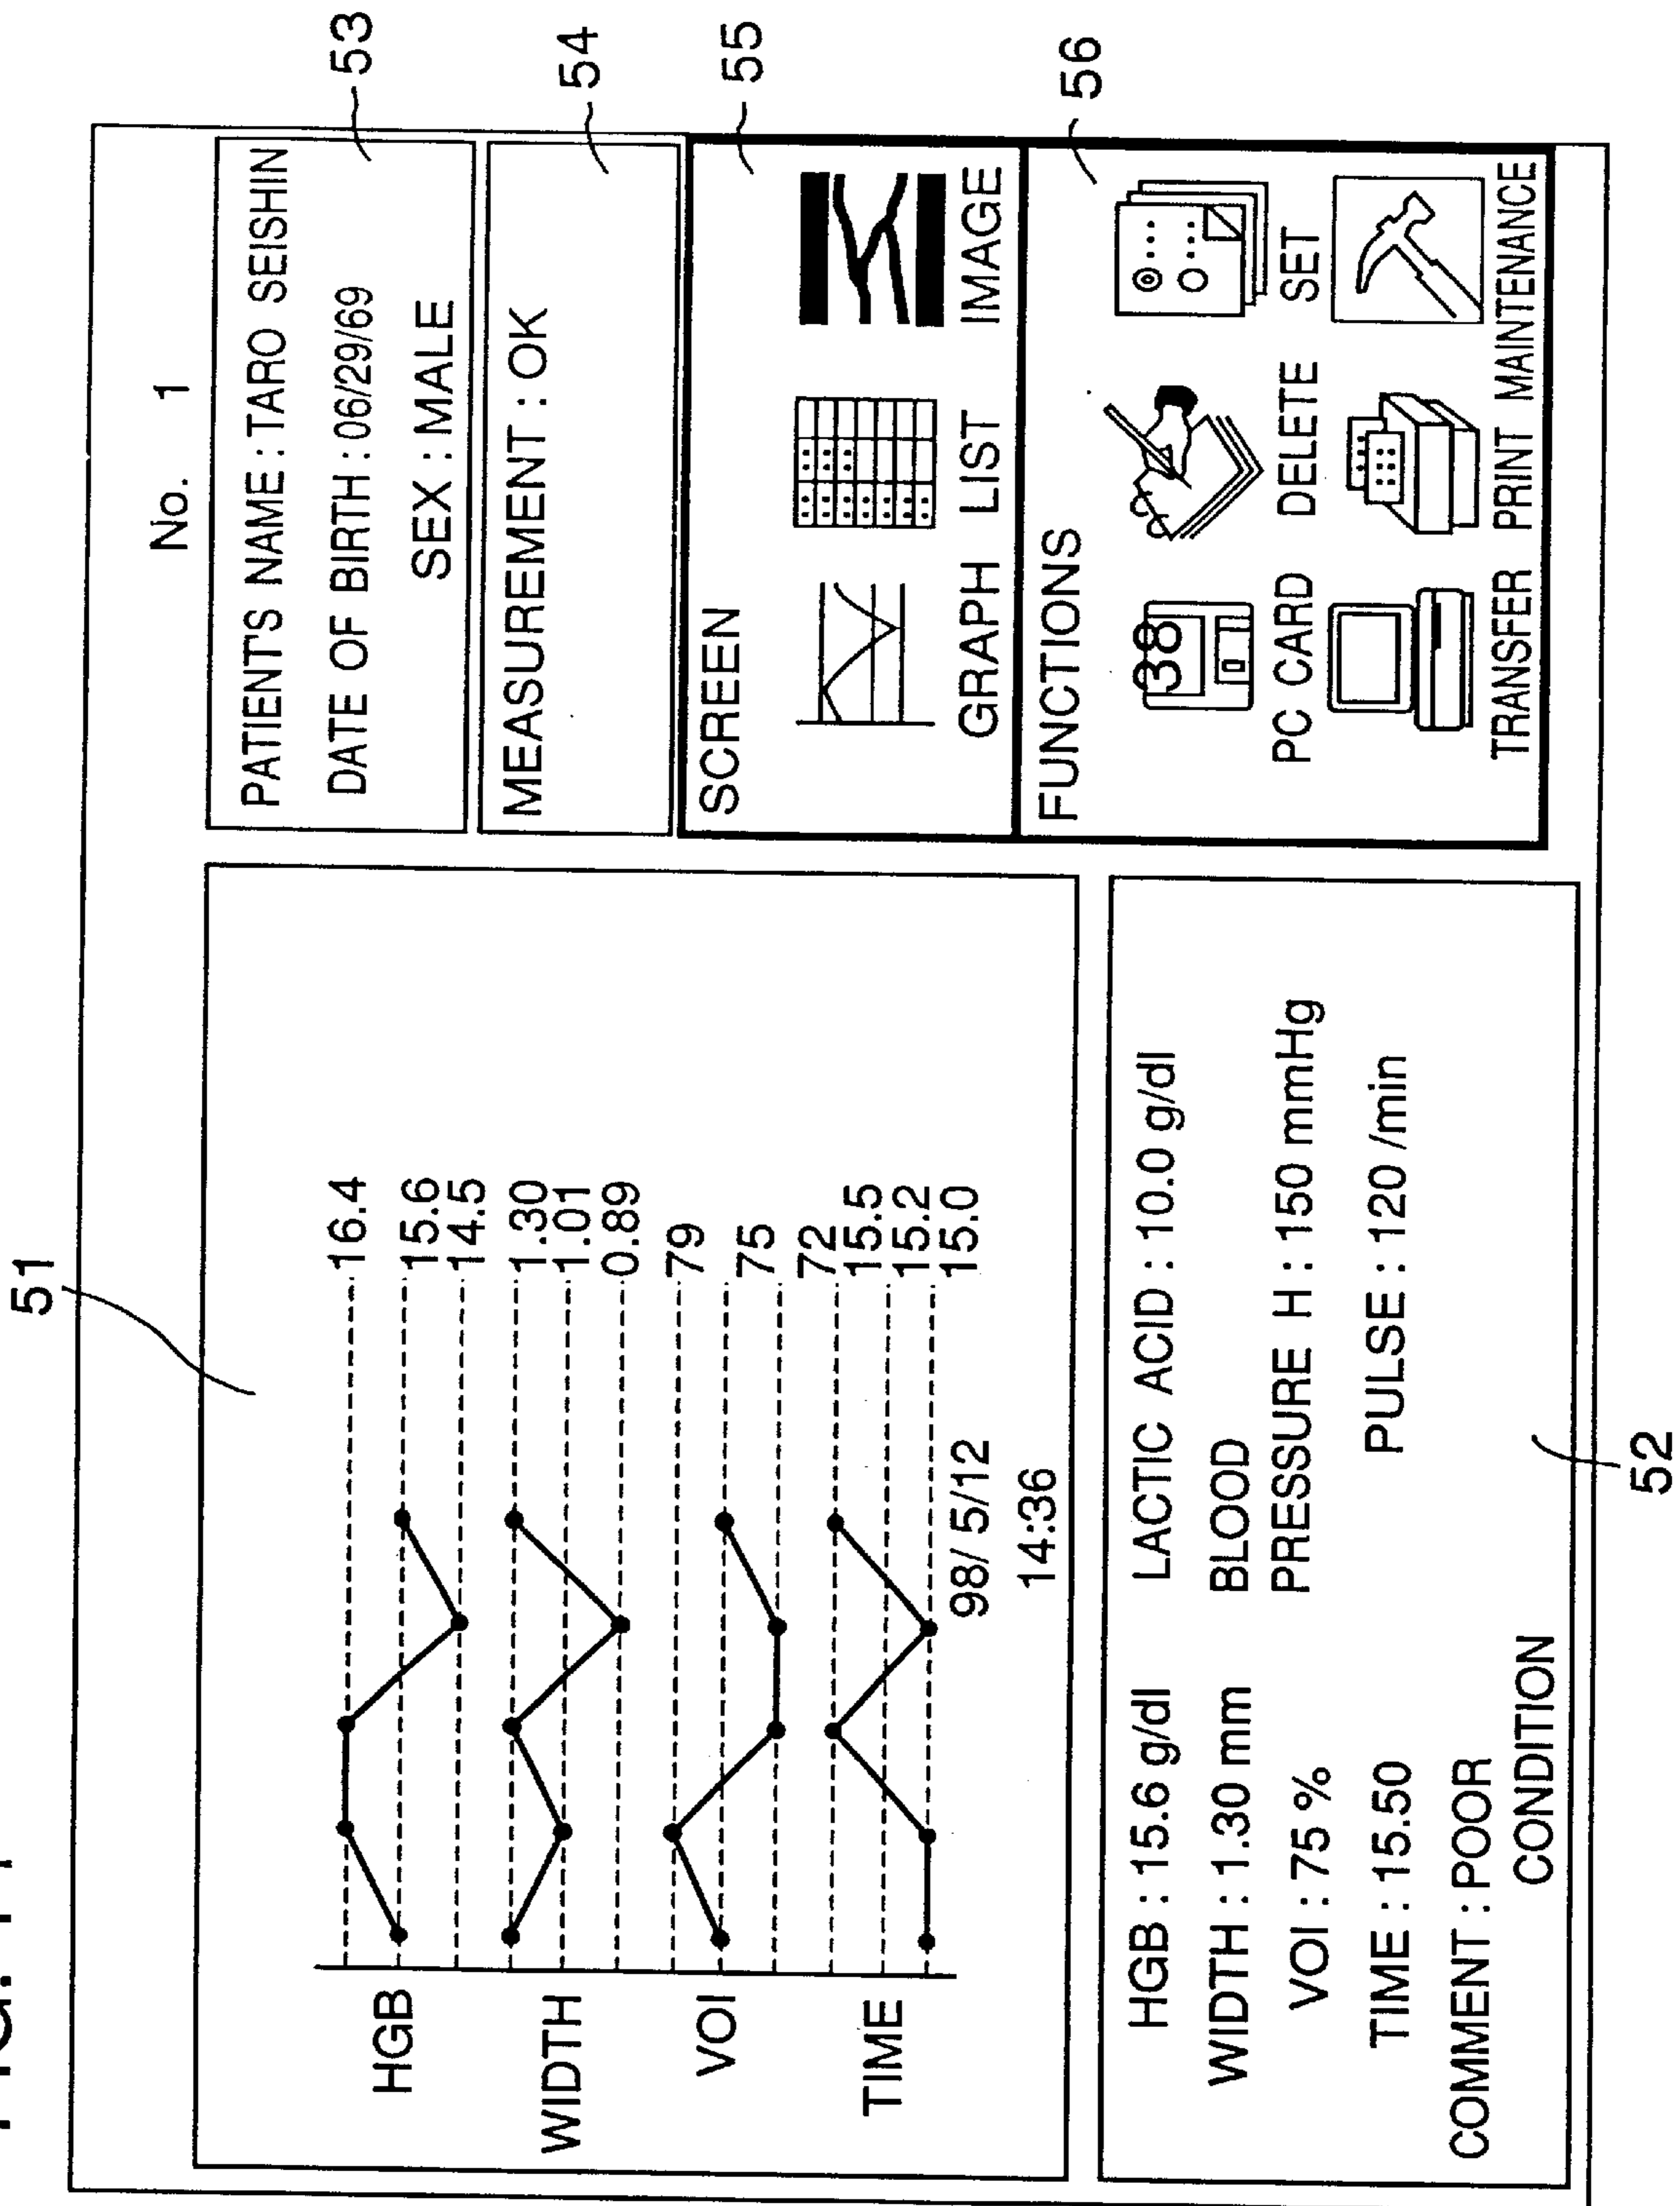 51
HGB
16.4
15.6
14.5
WIDTH
1.30
1.01
0.89
VOI
79
75
72
TIME
15.5
15.2
15.0
98/ 5/12
14:36
HGB : 15.6 g/dl
WIDTH : 1.30 mm
VOI : 75 %
TIME : 15.50
COMMENT : POOR
CONDITION
LACTIC ACID : 10.0 g/dl
BLOOD
PRESSURE H : 150 mmHg
PULSE : 120 /min
52
No. 1
PATIENT'S NAME : TARO SEISHIN
DATE OF BIRTH : 06/29/69
SEX : MALE
53
MEASUREMENT : OK
54
SCREEN
55
GRAPH LIST IMAGE
FUNCTIONS
56
38
PC CARD DELETE SET
TRANSFER PRINT MAINTENANCE